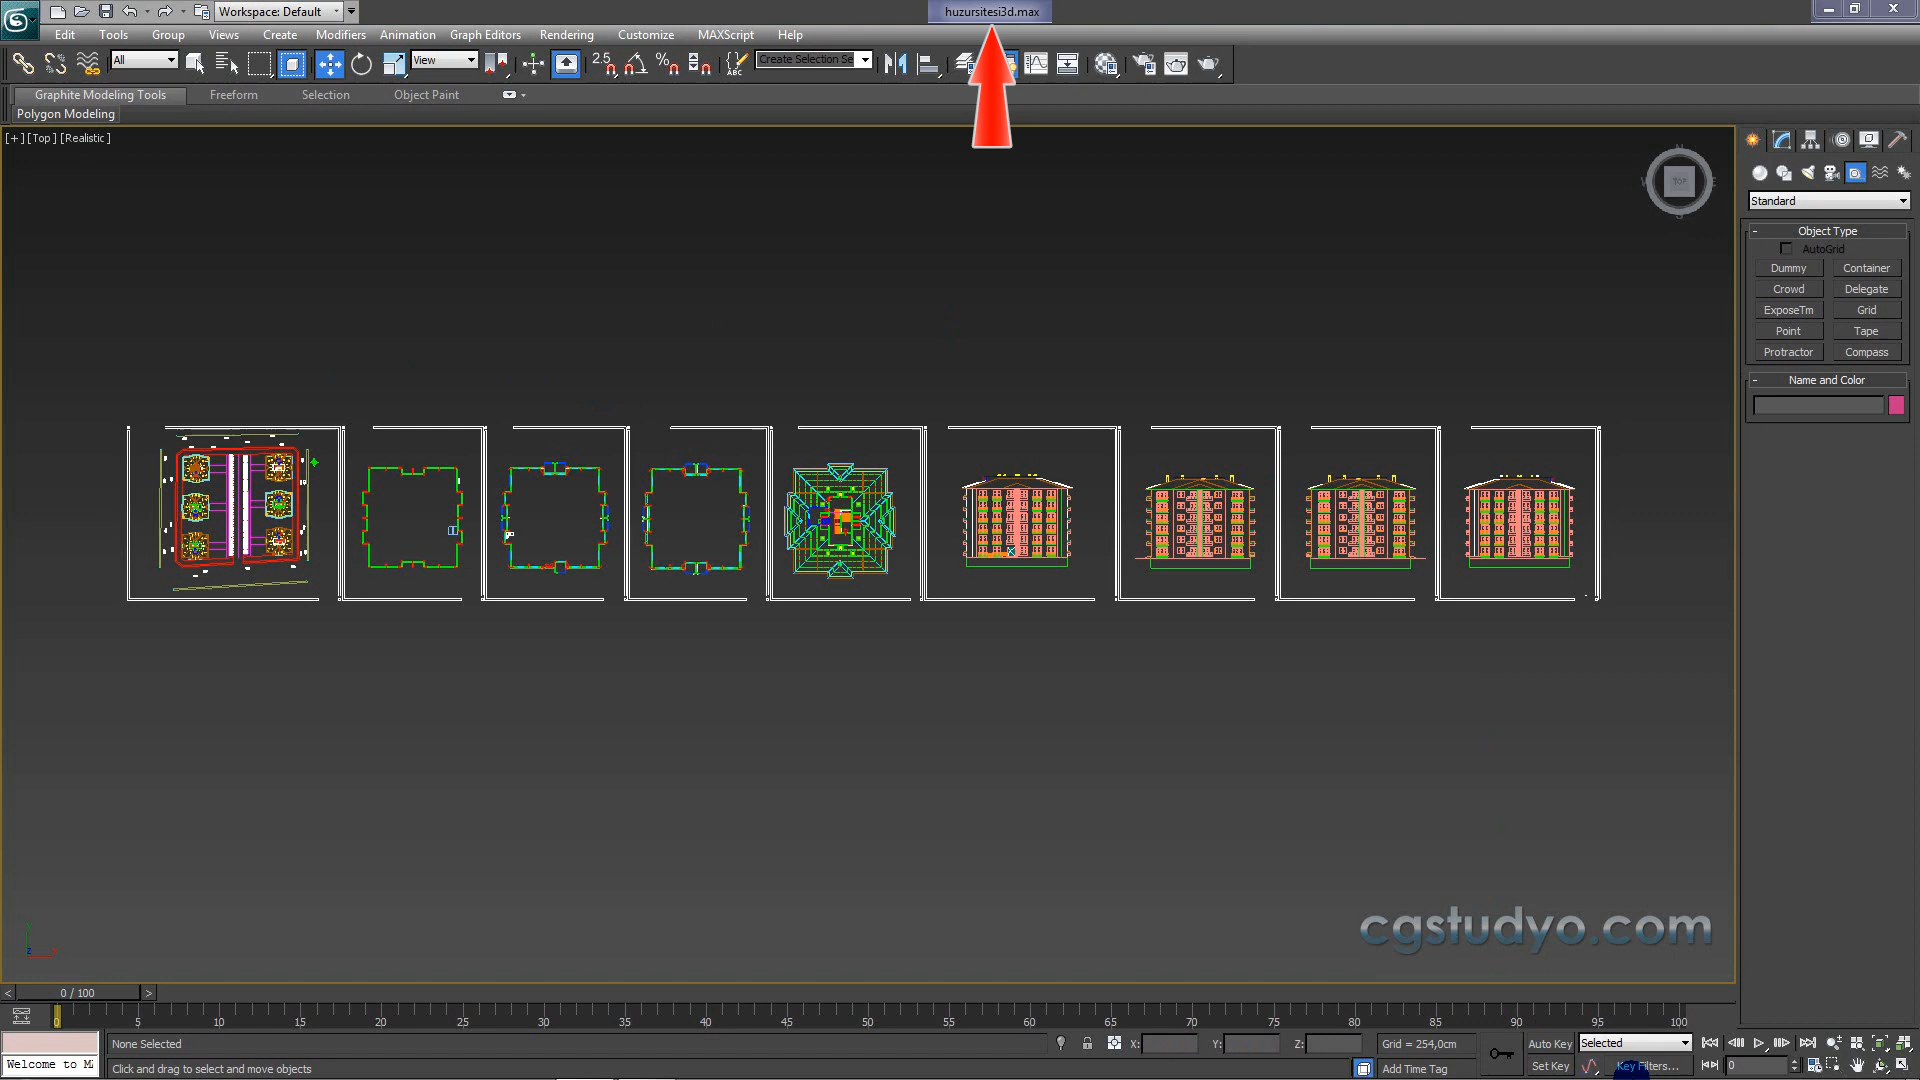 Workspace: Default
huzursitesi3d.max
Edit Tools Group Views Create Modifiers Animation Graph Editors Rendering Customize MAXScript Help
All
View
2.5
%
ABC
Create Selection Se
Graphite Modeling Tools Freeform Selection Object Paint
Polygon Modeling
[+][Top][Realistic]
TOP
Standard
- Object Type
AutoGrid
Dummy Container
Crowd Delegate
ExposeTm Grid
Point Tape
Protractor Compass
- Name and Color
cgstudyo.com
< 0 / 100 >
0 5 10 15 20 25 30 35 40 45 50 55 60 65 70 75 80 85 90 95 100
None Selected X: Y: Z: Grid = 254,0cm Auto Key Selected
Welcome to M
Click and drag to select and move objects Add Time Tag Set Key Key Filters... 0